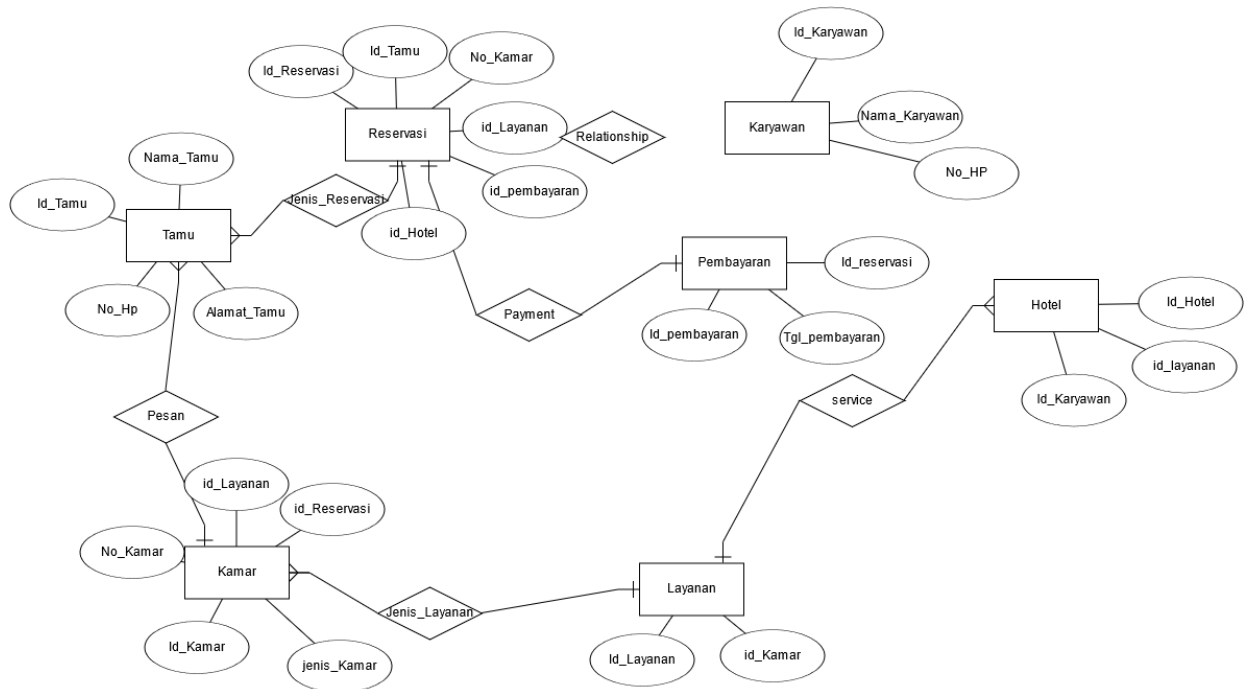 Id_Karyawan
Id_Tamu
No_Kamar
Id_Reservasi
Reservasi
id_Layanan
Relationship
Karyawan
Nama_Karyawan
No_HP
Nama_Tamu
id_pembayaran
Jenis_Reservasi
Id_Tamu
Tamu
id_Hotel
Pembayaran
Id_reservasi
Id_Hotel
Hotel
No_Hp
Alamat_Tamu
Payment
Id_pembayaran
Tgl_pembayaran
id_layanan
Id_Karyawan
service
Pesan
id_Layanan
id_Reservasi
No_Kamar
Kamar
Layanan
Jenis_Layanan
Id_Kamar
jenis_Kamar
Id_Layanan
id_Kamar